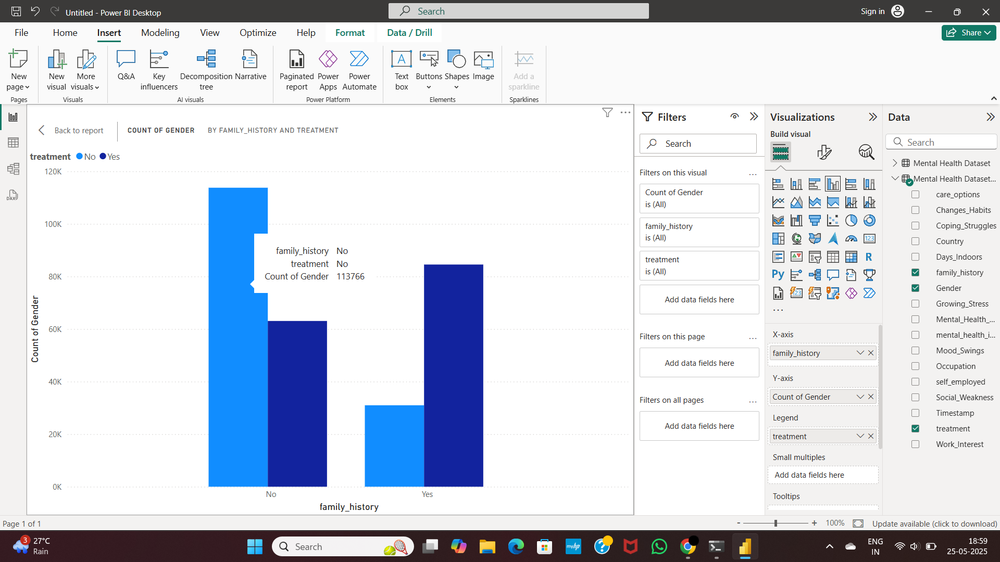 Untitled - Power BI Desktop
Search
Sign in
File
Home
Insert
Modeling
View
Optimize
Help
Format
Data / Drill
Share
New page
New visual
More visuals
Q&A
Key influencers
Decomposition tree
Narrative
Paginated report
Power Apps
Power Automate
Text box
Buttons
Shapes
Image
Add a sparkline
Pages
Visuals
AI visuals
Power Platform
Elements
Sparklines
DAX
Back to report
COUNT OF GENDER
BY FAMILY_HISTORY AND TREATMENT
treatment
No
Yes
120K
100K
80K
60K
40K
20K
0K
Count of Gender
family_history No
treatment No
Count of Gender 113766
No
Yes
family_history
Filters
Search
Filters on this visual
...
Count of Gender
is (All)
family_history
is (All)
treatment
is (All)
Add data fields here
Filters on this page
...
Add data fields here
Filters on all pages
...
Add data fields here
Visualizations
Build visual
123
R
Py
123
...
X-axis
family_history
Y-axis
Count of Gender
Legend
treatment
Small multiples
Add data fields here
Tooltips
Data
Search
Mental Health Dataset
Mental Health Dataset...
care_options
Changes_Habits
Coping_Struggles
Country
Days_Indoors
family_history
Gender
Growing_Stress
Mental_Health_...
mental_health_i...
Mood_Swings
Occupation
self_employed
Social_Weakness
Timestamp
treatment
Work_Interest
Page 1 of 1
- + 100%
Update available (click to download)
3
27°C
Rain
Search
myhp
ENG
IN
18:59
25-05-2025